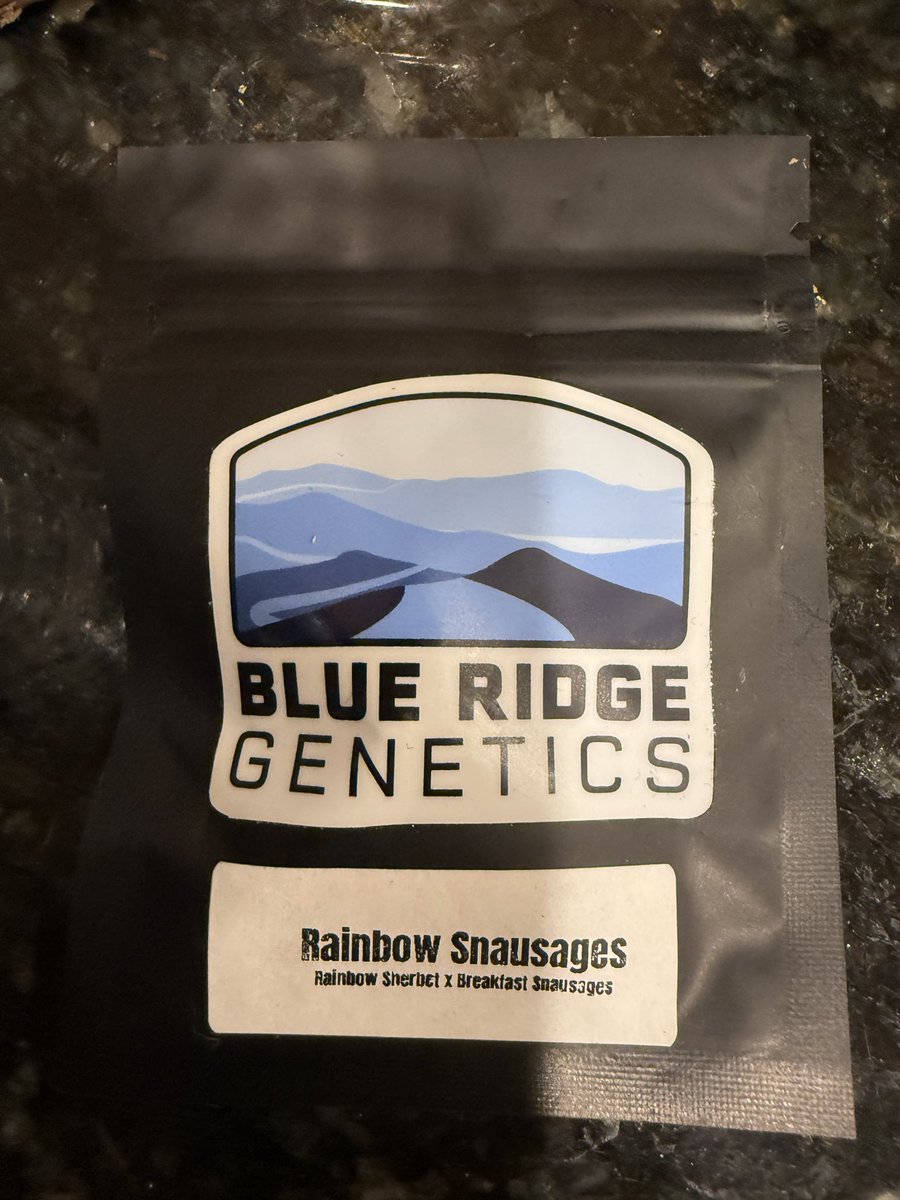 BLUE RIDGE
GENETICS
Rainbow Snausages
Rainbow Sherbet x Breakfast Snausages